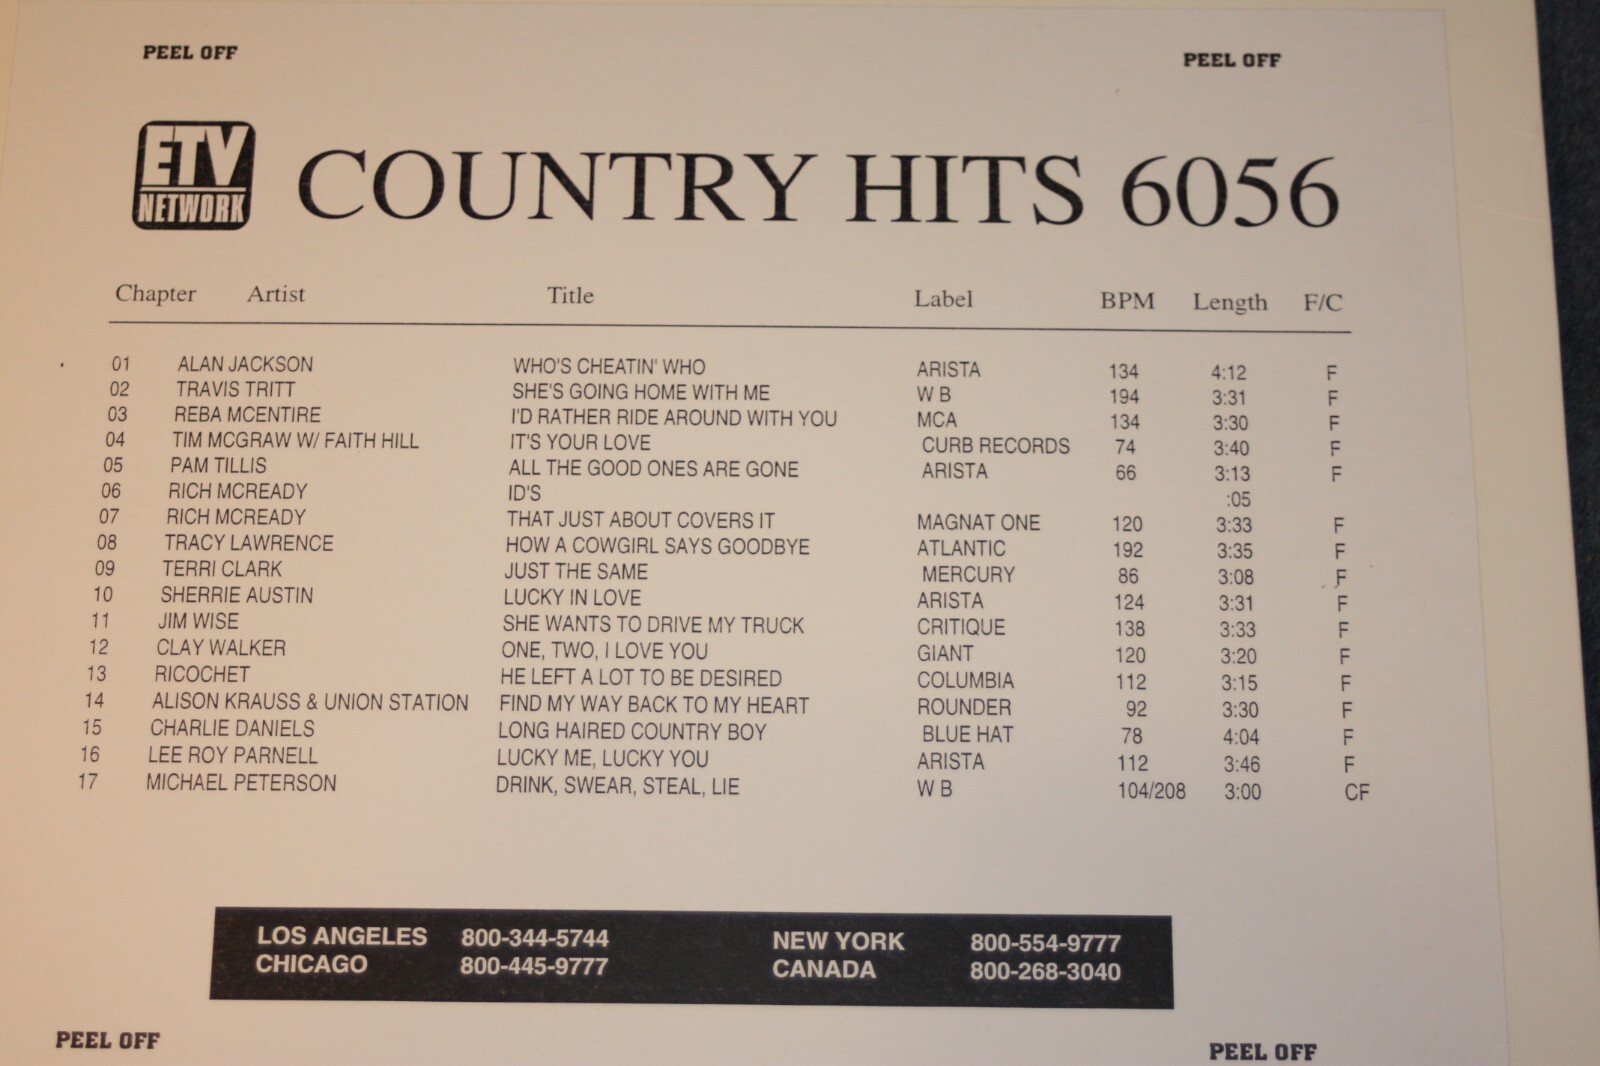 PEEL OFF PEEL OFF
ETV NETWORK
COUNTRY HITS 6056
Chapter Artist Title Label BPM Length F/C
01 ALAN JACKSON WHO'S CHEATIN' WHO ARISTA 134 4:12 F
02 TRAVIS TRITT SHE'S GOING HOME WITH ME W B 194 3:31 F
03 REBA MCENTIRE I'D RATHER RIDE AROUND WITH YOU MCA 134 3:30 F
04 TIM MCGRAW W/ FAITH HILL IT'S YOUR LOVE CURB RECORDS 74 3:40 F
05 PAM TILLIS ALL THE GOOD ONES ARE GONE ARISTA 66 3:13 F
06 RICH MCREADY ID'S :05
07 RICH MCREADY THAT JUST ABOUT COVERS IT MAGNAT ONE 120 3:33 F
08 TRACY LAWRENCE HOW A COWGIRL SAYS GOODBYE ATLANTIC 192 3:35 F
09 TERRI CLARK JUST THE SAME MERCURY 86 3:08 F
10 SHERRIE AUSTIN LUCKY IN LOVE ARISTA 124 3:31 F
11 JIM WISE SHE WANTS TO DRIVE MY TRUCK CRITIQUE 138 3:33 F
12 CLAY WALKER ONE, TWO, I LOVE YOU GIANT 120 3:20 F
13 RICOCHET HE LEFT A LOT TO BE DESIRED COLUMBIA 112 3:15 F
14 ALISON KRAUSS & UNION STATION FIND MY WAY BACK TO MY HEART ROUNDER 92 3:30 F
15 CHARLIE DANIELS LONG HAIRED COUNTRY BOY BLUE HAT 78 4:04 F
16 LEE ROY PARNELL LUCKY ME, LUCKY YOU ARISTA 112 3:46 F
17 MICHAEL PETERSON DRINK, SWEAR, STEAL, LIE W B 104/208 3:00 CF
LOS ANGELES 800-344-5744 NEW YORK 800-554-9777
CHICAGO 800-445-9777 CANADA 800-268-3040
PEEL OFF PEEL OFF